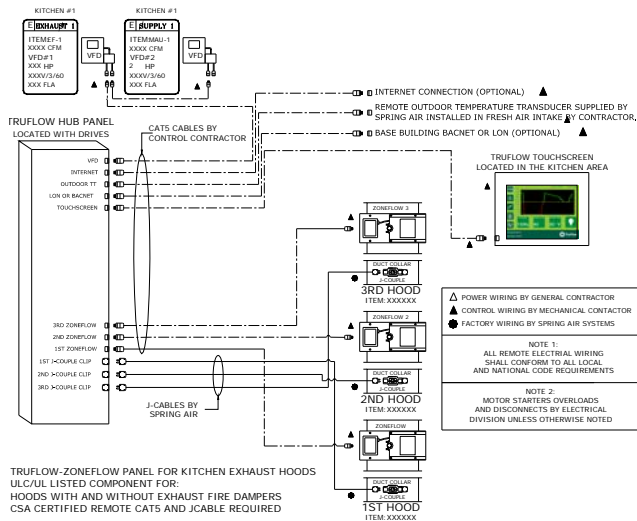 KITCHEN #1
KITCHEN #1
E EXHAUST 1
ITEM:EF-1
XXXX CFM
VFD#1
XXX HP
XXXV/3/60
XXX FLA
VFD
E SUPPLY 1
ITEM:MAU-1
XXXX CFM
VFD#2
2 HP
XXXV/3/60
XXX FLA
VFD
INTERNET CONNECTION (OPTIONAL)
REMOTE OUTDOOR TEMPERATURE TRANSDUCER SUPPLIED BY
SPRING AIR INSTALLED IN FRESH AIR INTAKE BY CONTRACTOR.
BASE BUILDING BACNET OR LON (OPTIONAL)
TRUFLOW HUB PANEL
LOCATED WITH DRIVES
CAT5 CABLES BY
CONTROL CONTRACTOR
VFD
INTERNET
OUTDOOR TT
LON OR BACNET
TOUCHSCREEN
TRUFLOW TOUCHSCREEN
LOCATED IN THE KITCHEN AREA
ZONEFLOW 3
DUCT COLLAR
J-COUPLE
3RD HOOD
ITEM: XXXXXX
ZONEFLOW 2
DUCT COLLAR
J-COUPLE
2ND HOOD
ITEM: XXXXXX
ZONEFLOW
DUCT COLLAR
J-COUPLE
1ST HOOD
ITEM: XXXXXX
3RD ZONEFLOW
2ND ZONEFLOW
1ST ZONEFLOW
1ST J-COUPLE CLIP
2ND J-COUPLE CLIP
3RD J-COUPLE CLIP
J-CABLES BY
SPRING AIR
POWER WIRING BY GENERAL CONTRACTOR
CONTROL WIRING BY MECHANICAL CONTACTOR
FACTORY WIRING BY SPRING AIR SYSTEMS
NOTE 1:
ALL REMOTE ELECTRIAL WIRING
SHALL CONFORM TO ALL LOCAL
AND NATIONAL CODE REQUIREMENTS
NOTE 2:
MOTOR STARTERS OVERLOADS
AND DISCONNECTS BY ELECTRICAL
DIVISION UNLESS OTHERWISE NOTED
TRUFLOW-ZONEFLOW PANEL FOR KITCHEN EXHAUST HOODS
ULC/UL LISTED COMPONENT FOR:
HOODS WITH AND WITHOUT EXHAUST FIRE DAMPERS
CSA CERTIFIED REMOTE CAT5 AND JCABLE REQUIRED